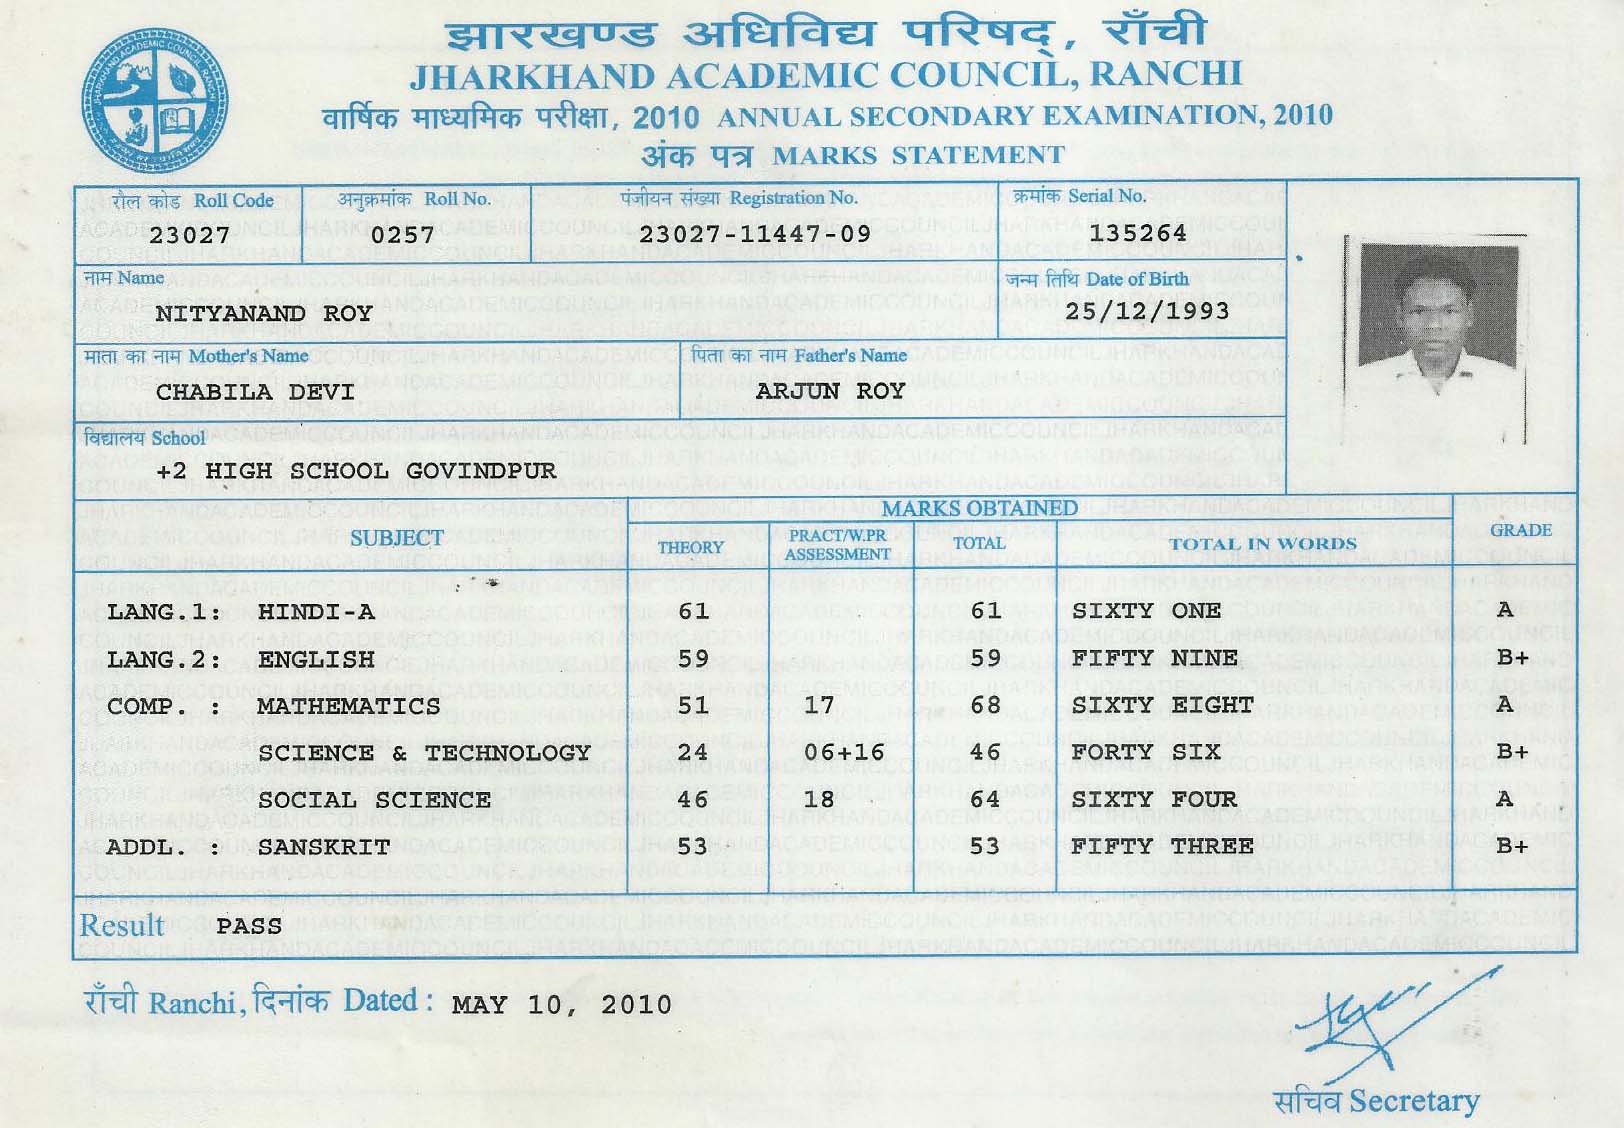 झारखण्ड अधिविद्य परिषद्, राँची
JHARKHAND ACADEMIC COUNCIL, RANCHI
वार्षिक माध्यमिक परीक्षा, 2010 ANNUAL SECONDARY EXAMINATION, 2010
अंक पत्र MARKS STATEMENT
रौल कोड Roll Code अनुक्रमांक Roll No. पंजीयन संख्या Registration No. क्रमांक Serial No.
23027 0257 23027-11447-09 135264
नाम Name जन्म तिथि Date of Birth
NITYANAND ROY 25/12/1993
माता का नाम Mother's Name पिता का नाम Father's Name
CHABILA DEVI ARJUN ROY
विद्यालय School
+2 HIGH SCHOOL GOVINDPUR
MARKS OBTAINED
SUBJECT THEORY PRACT/W.PR ASSESSMENT TOTAL TOTAL IN WORDS GRADE
LANG.1: HINDI-A 61 61 SIXTY ONE A
LANG.2: ENGLISH 59 59 FIFTY NINE B+
COMP. : MATHEMATICS 51 17 68 SIXTY EIGHT A
SCIENCE & TECHNOLOGY 24 06+16 46 FORTY SIX B+
SOCIAL SCIENCE 46 18 64 SIXTY FOUR A
ADDL. : SANSKRIT 53 53 FIFTY THREE B+
Result PASS
राँची Ranchi, दिनांक Dated : MAY 10, 2010
सचिव Secretary